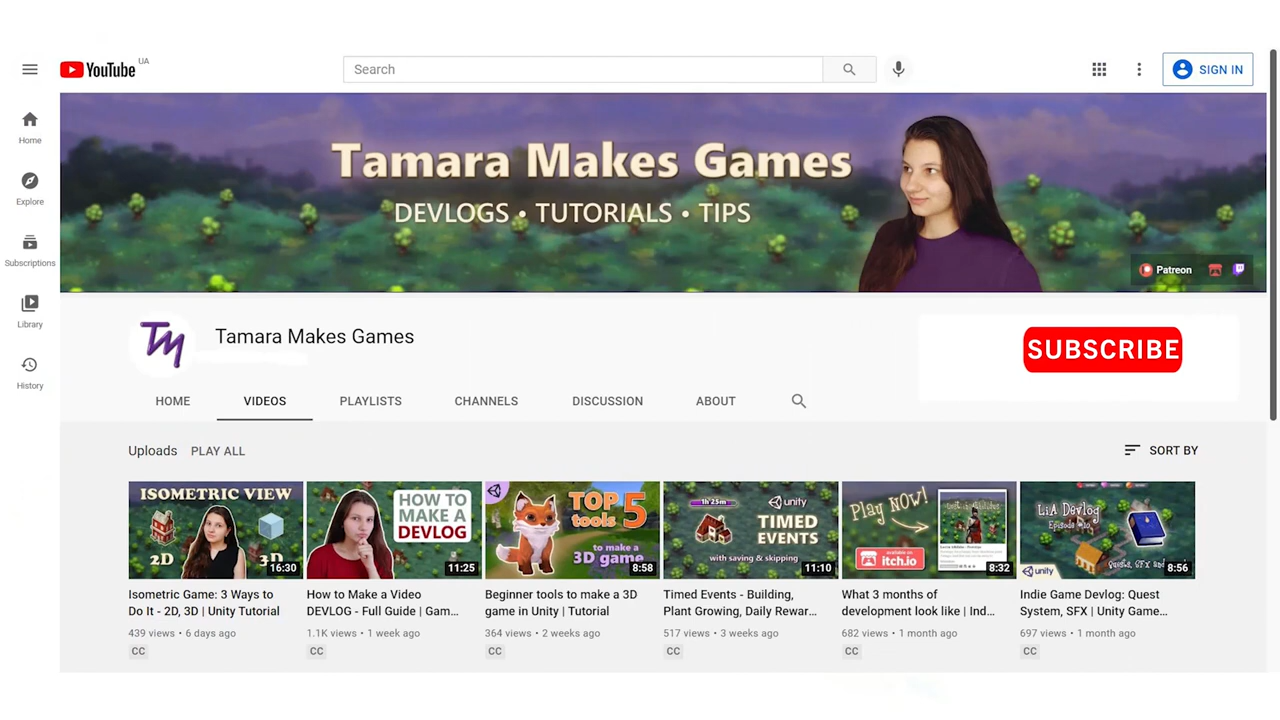 YouTube UA
Search
SIGN IN
Home
Explore
Subscriptions
Library
History
Tamara Makes Games
DEVLOGS • TUTORIALS • TIPS
Patreon
TM
Tamara Makes Games
SUBSCRIBE
HOME VIDEOS PLAYLISTS CHANNELS DISCUSSION ABOUT
Uploads PLAY ALL
SORT BY
ISOMETRIC VIEW
2D 3D
16:30
HOW TO
MAKE A
DEVLOG
11:25
TOP 5
tools
to make a
3D game
8:58
1h 25m
unity
TIMED
EVENTS
with saving & skipping
11:10
Play NOW!
available on
itch.io
8:32
LiA Devlog
unity
8:56
Isometric Game: 3 Ways to
Do It - 2D, 3D | Unity Tutorial
439 views • 6 days ago
CC
How to Make a Video
DEVLOG - Full Guide | Gam...
1.1K views • 1 week ago
CC
Beginner tools to make a 3D
game in Unity | Tutorial
364 views • 2 weeks ago
CC
Timed Events - Building,
Plant Growing, Daily Rewar...
517 views • 3 weeks ago
CC
What 3 months of
development look like | Ind...
682 views • 1 month ago
CC
Indie Game Devlog: Quest
System, SFX | Unity Game...
697 views • 1 month ago
CC